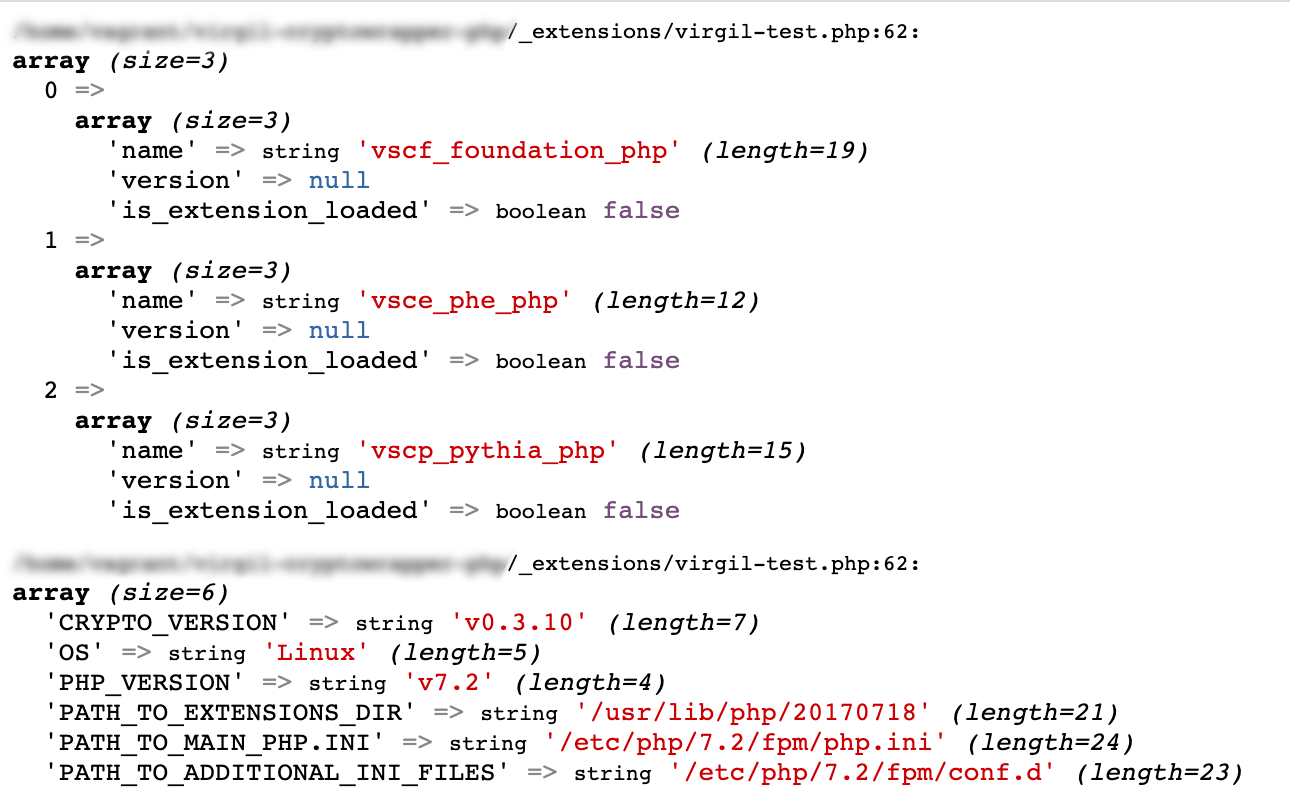 /_extensions/virgil-test.php:62:
array (size=3)
0 =>
array (size=3)
'name' => string 'vscf_foundation_php' (length=19)
'version' => null
'is_extension_loaded' => boolean false
1 =>
array (size=3)
'name' => string 'vsce_phe_php' (length=12)
'version' => null
'is_extension_loaded' => boolean false
2 =>
array (size=3)
'name' => string 'vscp_pythia_php' (length=15)
'version' => null
'is_extension_loaded' => boolean false
/_extensions/virgil-test.php:62:
array (size=6)
'CRYPTO_VERSION' => string 'v0.3.10' (length=7)
'OS' => string 'Linux' (length=5)
'PHP_VERSION' => string 'v7.2' (length=4)
'PATH_TO_EXTENSIONS_DIR' => string '/usr/lib/php/20170718' (length=21)
'PATH_TO_MAIN_PHP.INI' => string '/etc/php/7.2/fpm/php.ini' (length=24)
'PATH_TO_ADDITIONAL_INI_FILES' => string '/etc/php/7.2/fpm/conf.d' (length=23)